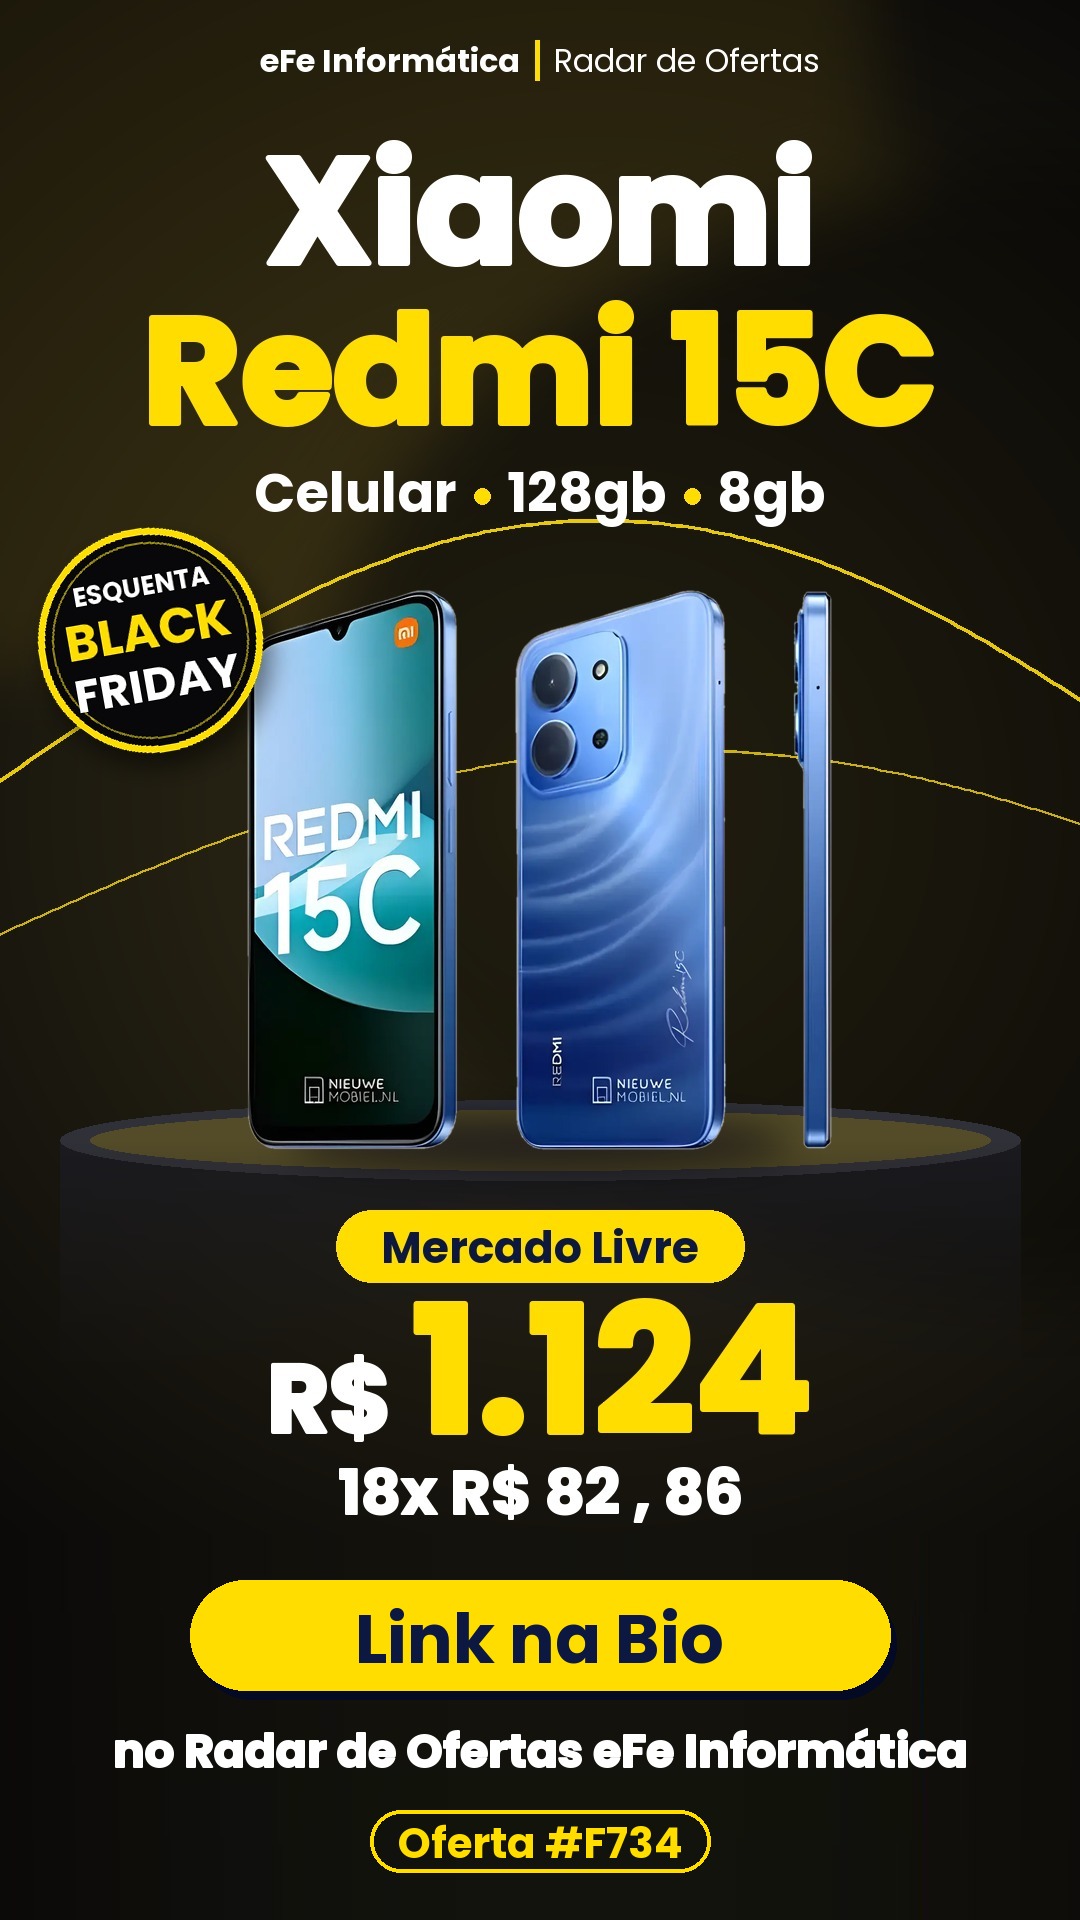 eFe Informática | Radar de Ofertas
Xiaomi
Redmi 15C
Celular • 128gb • 8gb
ESQUENTA
BLACK
FRIDAY
REDMI
15C
NIEUWE
MOBIEL.NL
Redmi 15C
REDMI
NIEUWE
MOBIEL.NL
Mercado Livre
R$ 1.124
18x R$ 82 , 86
Link na Bio
no Radar de Ofertas eFe Informática
Oferta #F734